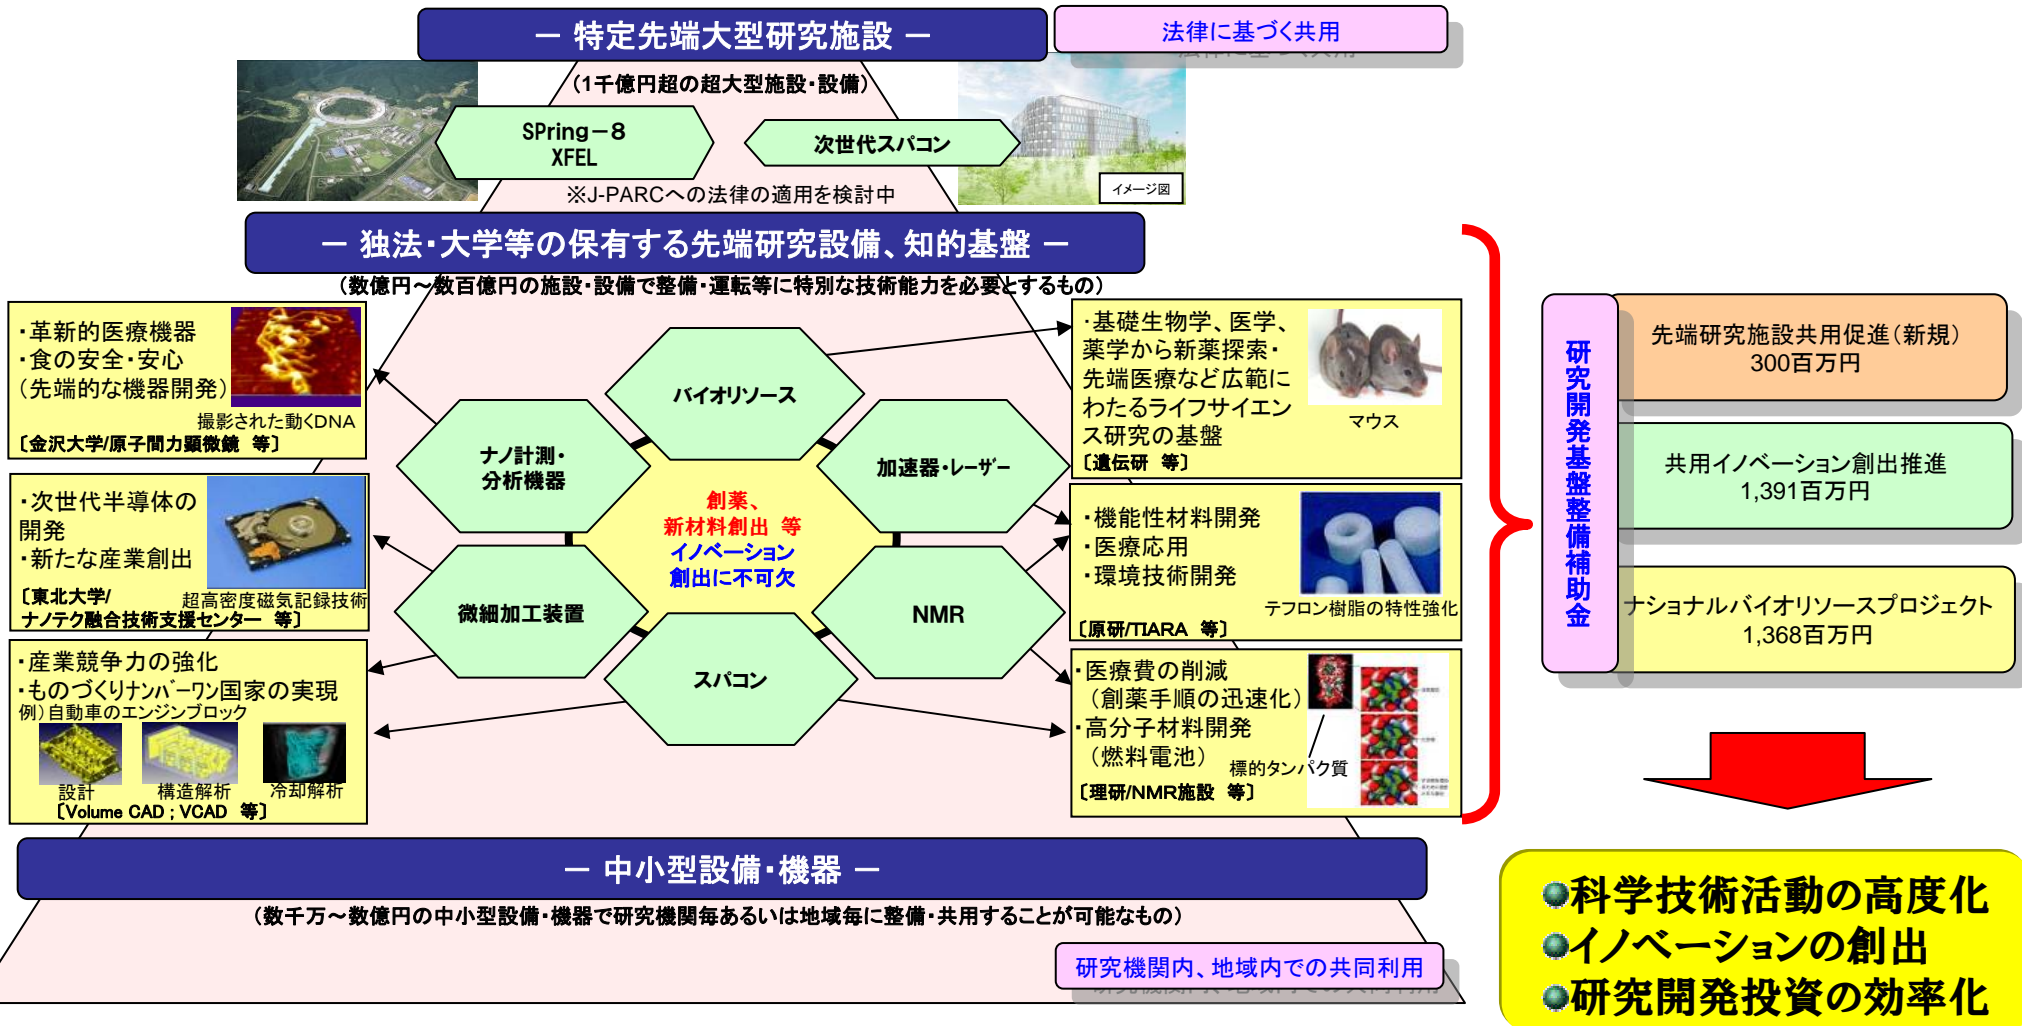 ― 特定先端大型研究施設 ―
法律に基づく共用
(1千億円超の超大型施設・設備)
SPring－8
XFEL
次世代スパコン
イメージ図
※J-PARCへの法律の適用を検討中
― 独法・大学等の保有する先端研究設備、知的基盤 ―
(数億円～数百億円の施設・設備で整備・運転等に特別な技術能力を必要とするもの)
・革新的医療機器
・食の安全・安心
(先端的な機器開発)
撮影された動くDNA
〔金沢大学/原子間力顕微鏡 等〕
・次世代半導体の
開発
・新たな産業創出
超高密度磁気記録技術
〔東北大学/
ナノテク融合技術支援センター 等〕
・産業競争力の強化
・ものづくりナンバーワン国家の実現
例)自動車のエンジンブロック
設計
構造解析
冷却解析
〔Volume CAD ; VCAD 等〕
バイオリソース
ナノ計測・
分析機器
加速器・レーザー
創薬、
新材料創出 等
イノベーション
創出に不可欠
微細加工装置
NMR
スパコン
・基礎生物学、医学、
薬学から新薬探索・
先端医療など広範に
わたるライフサイエン
ス研究の基盤
マウス
〔遺伝研 等〕
・機能性材料開発
・医療応用
・環境技術開発
テフロン樹脂の特性強化
〔原研/TIARA 等〕
・医療費の削減
(創薬手順の迅速化)
・高分子材料開発
(燃料電池)
標的タンパク質
〔理研/NMR施設 等〕
研究開発基盤整備補助金
先端研究施設共用促進(新規)
300百万円
共用イノベーション創出推進
1,391百万円
ナショナルバイオリソースプロジェクト
1,368百万円
― 中小型設備・機器 ―
(数千万～数億円の中小型設備・機器で研究機関毎あるいは地域毎に整備・共用することが可能なもの)
研究機関内、地域内での共同利用
科学技術活動の高度化
イノベーションの創出
研究開発投資の効率化